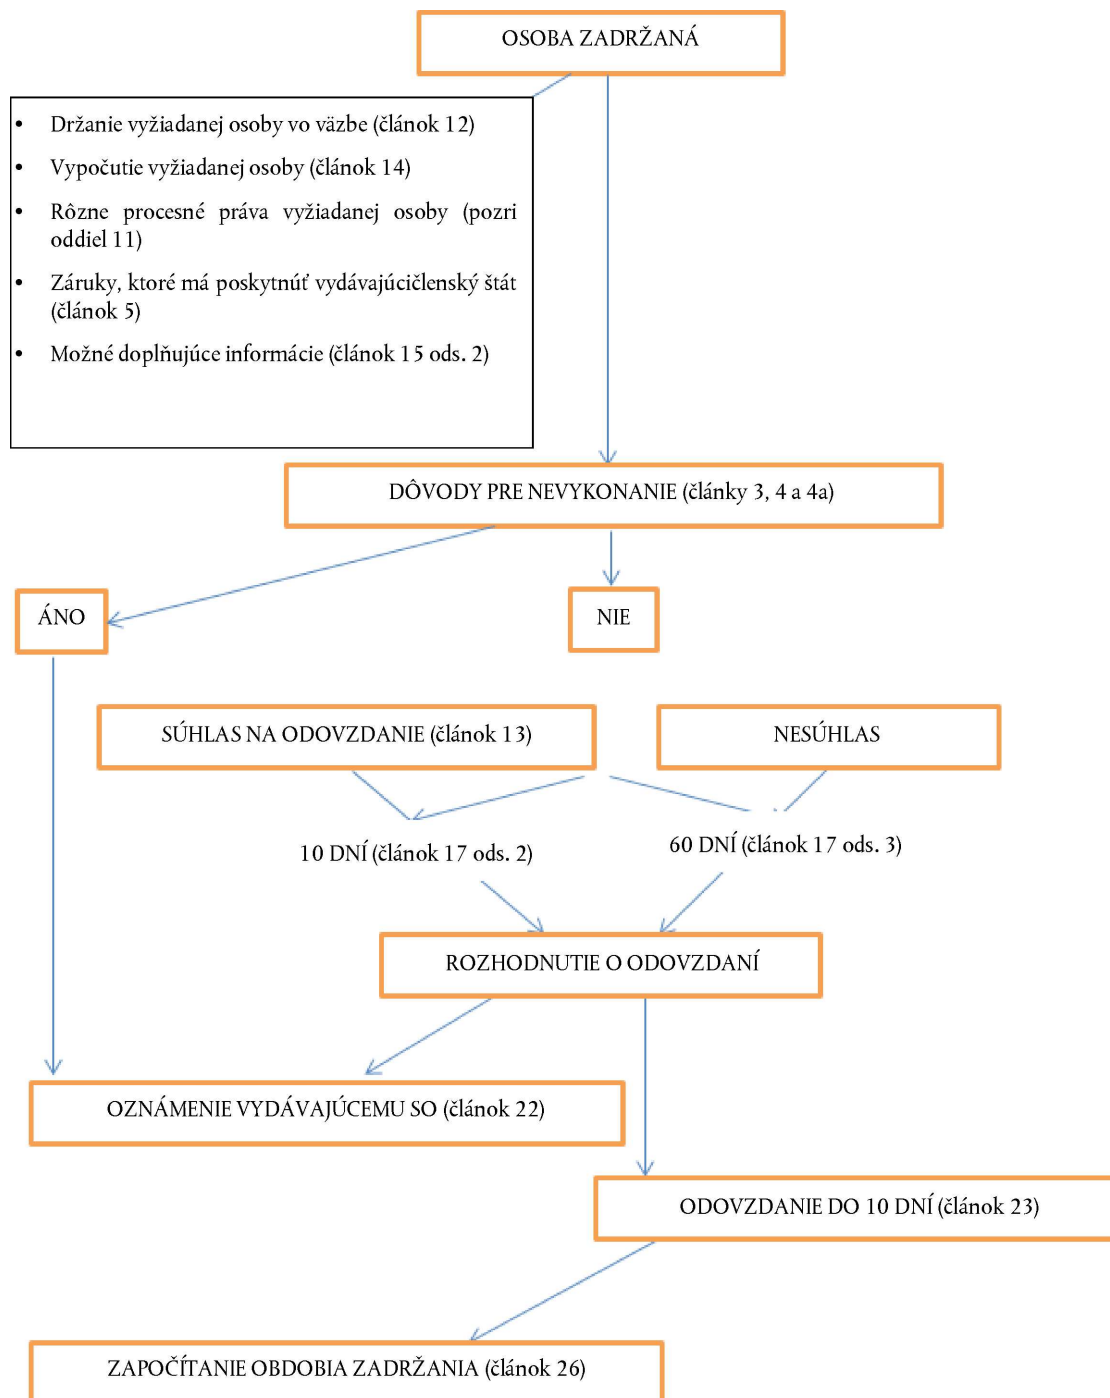 OSOBA ZADRŽANÁ
• Držanie vyžiadanej osoby vo väzbe (článok 12)
• Vypočutie vyžiadanej osoby (článok 14)
• Rôzne procesné práva vyžiadanej osoby (pozri
oddiel 11)
• Záruky, ktoré má poskytnúť vydávajúcičlenský štát
(článok 5)
• Možné doplňujúce informácie (článok 15 ods. 2)
DÔVODY PRE NEVYKONANIE (články 3, 4 a 4a)
ÁNO
NIE
SÚHLAS NA ODOVZDANIE (článok 13)
NESÚHLAS
10 DNÍ (článok 17 ods. 2)
60 DNÍ (článok 17 ods. 3)
ROZHODNUTIE O ODOVZDANÍ
OZNÁMENIE VYDÁVAJÚCEMU SO (článok 22)
ODOVZDANIE DO 10 DNÍ (článok 23)
ZAPOČÍTANIE OBDOBIA ZADRŽANIA (článok 26)